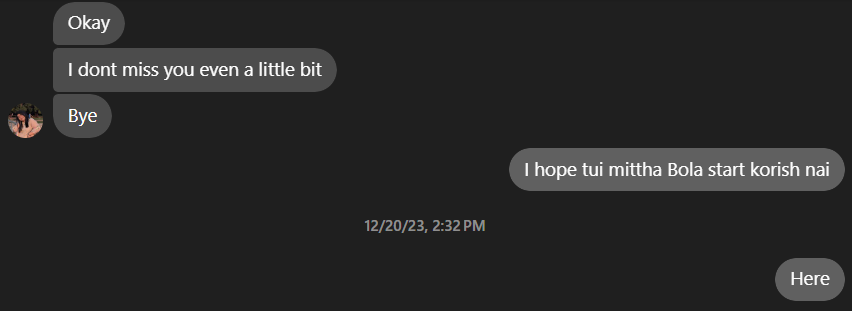 Okay
I dont miss you even a little bit
Bye
I hope tui mittha Bola start korish nai
12/20/23, 2:32 PM
Here